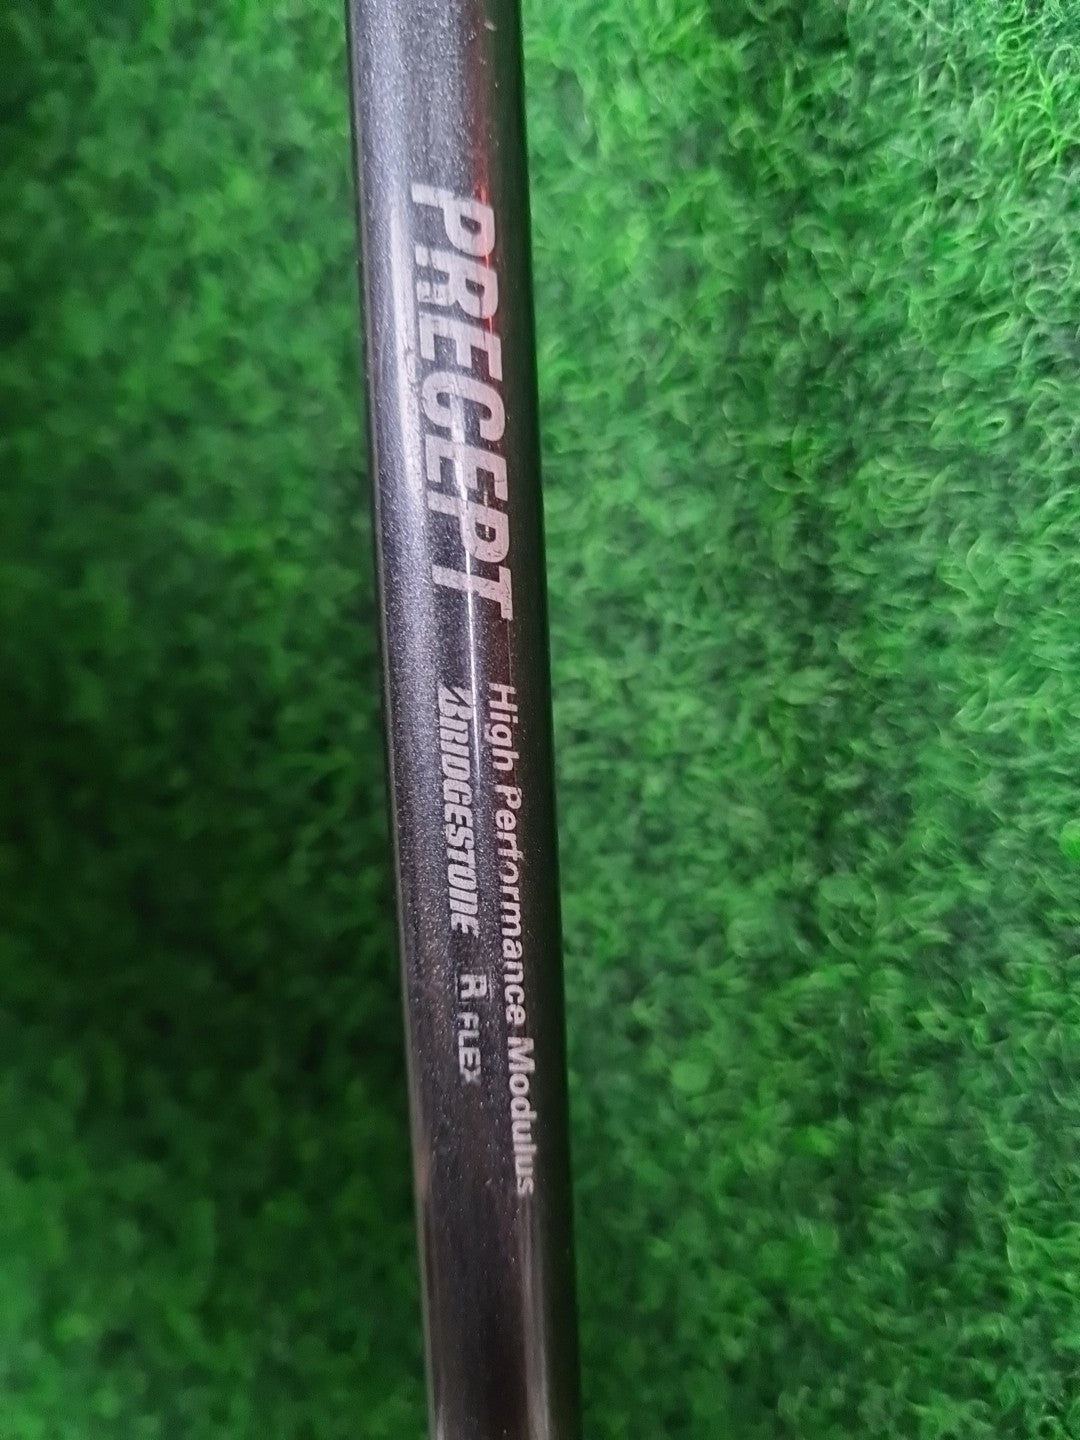 PRECEPT
High Performance Modulus
BRIDGESTONE R FLEX